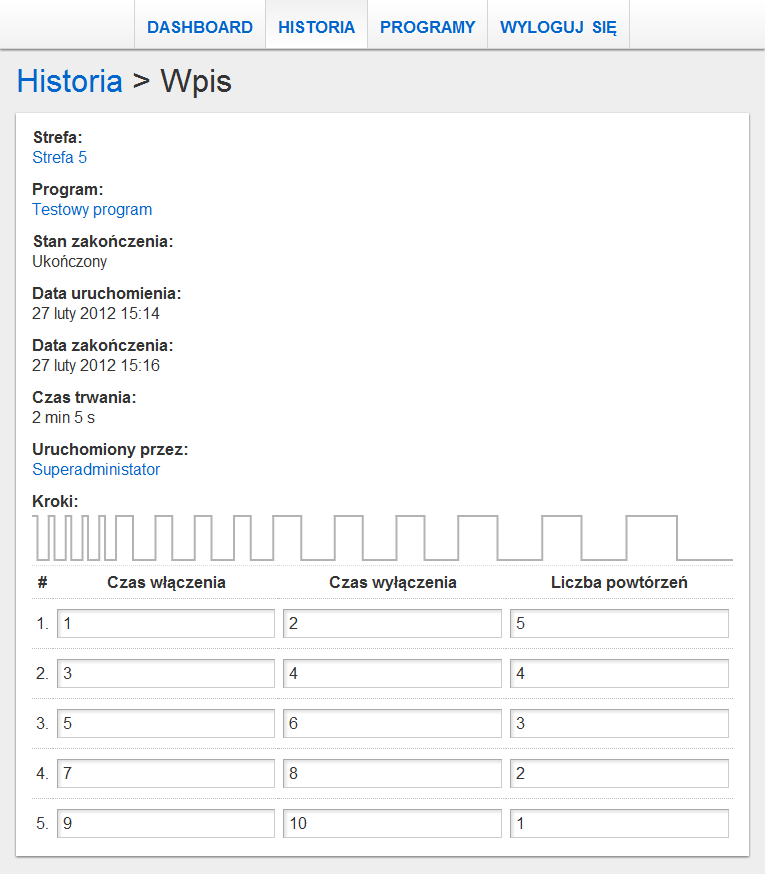 DASHBOARD HISTORIA PROGRAMY WYLOGUJ SIĘ
Historia > Wpis
Strefa:
Strefa 5
Program:
Testowy program
Stan zakończenia:
Ukończony
Data uruchomienia:
27 luty 2012 15:14
Data zakończenia:
27 luty 2012 15:16
Czas trwania:
2 min 5 s
Uruchomiony przez:
Superadministator
Kroki:
# Czas włączenia Czas wyłączenia Liczba powtórzeń
1. 1 2 5
2. 3 4 4
3. 5 6 3
4. 7 8 2
5. 9 10 1